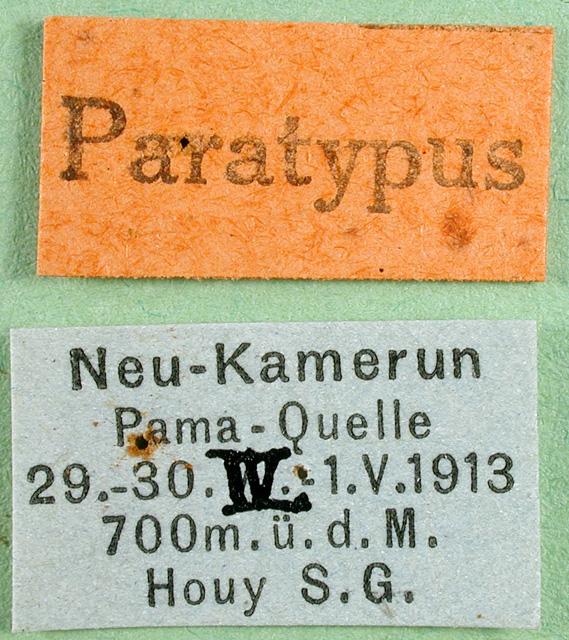 Paratypus
Neu-Kamerun
Pama-Quelle
29.-30.IV.-1.V.1913
700m.ü.d.M.
Houy S.G.